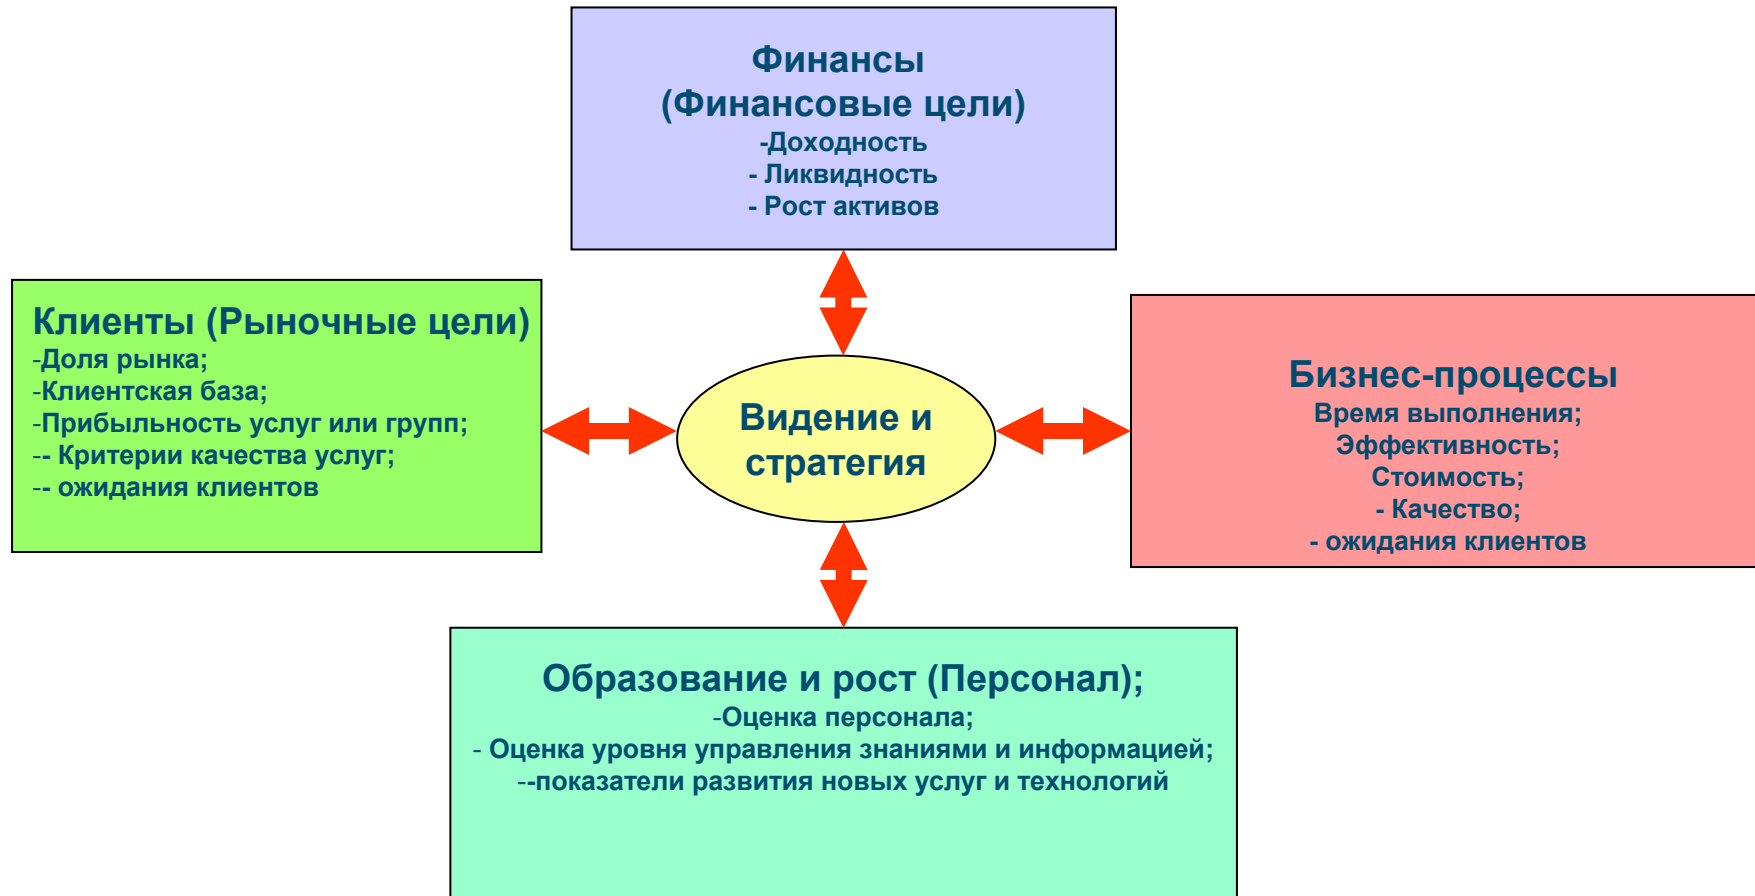 Финансы
(Финансовые цели)
-Доходность
- Ликвидность
- Рост активов
Клиенты (Рыночные цели)
-Доля рынка;
-Клиентская база;
-Прибыльность услуг или групп;
-- Критерии качества услуг;
-- ожидания клиентов
Видение и
стратегия
Бизнес-процессы
Время выполнения;
Эффективность;
Стоимость;
- Качество;
- ожидания клиентов
Образование и рост (Персонал);
-Оценка персонала;
- Оценка уровня управления знаниями и информацией;
--показатели развития новых услуг и технологий